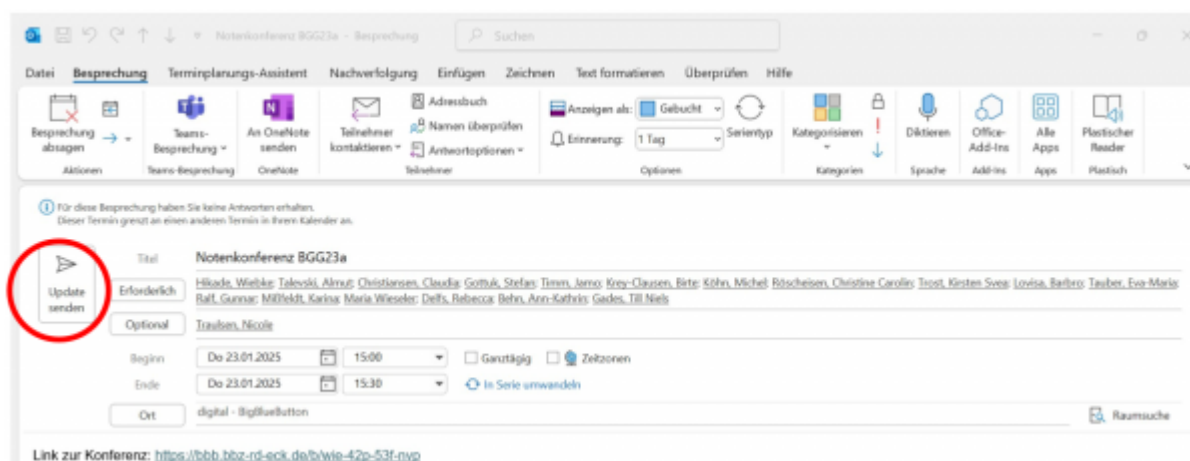 Notenkonferenz BGG23a - Besprechung
Suchen
Datei Besprechung Terminplanungs-Assistent Nachverfolgung Einfügen Zeichnen Text formatieren Überprüfen Hilfe
Besprechung absagen
Teams-Besprechung
An OneNote senden
Teilnehmer kontaktieren
Adressbuch
Namen überprüfen
Antwortoptionen
Anzeigen als: Gebucht
Erinnerung: 1 Tag
Serientyp
Kategorisieren
Diktieren
Office-Add-Ins
Alle Apps
Plastischer Reader
Aktionen Teams-Besprechung OneNote Teilnehmer Optionen Kategorien Sprache Add-Ins Apps Plastisch
Für diese Besprechung haben Sie keine Antworten erhalten.
Dieser Termin grenzt an einen anderen Termin in Ihrem Kalender an.
Update senden
Titel Notenkonferenz BGG23a
Erforderlich Hikade, Wiebke; Talevski, Almut; Christiansen, Claudia; Gottuk, Stefan; Timm, Jarno; Krey-Clausen, Birte; Köhn, Michel; Röscheisen, Christine Carolin; Trost, Kirsten Svea; Lovisa, Barbro; Tauber, Eva-Maria;
Ralf, Gunnar; Millfeldt, Karina; Maria Wieseler; Delfs, Rebecca; Behn, Ann-Kathrin; Gades, Till Niels
Optional Traulsen, Nicole
Beginn Do 23.01.2025 15:00 Ganztägig Zeitzonen
Ende Do 23.01.2025 15:30 In Serie umwandeln
Ort digital - BigBlueButton Raumsuche
Link zur Konferenz: https://bbb.bbz-rd-eck.de/b/wie-42p-53f-nvp